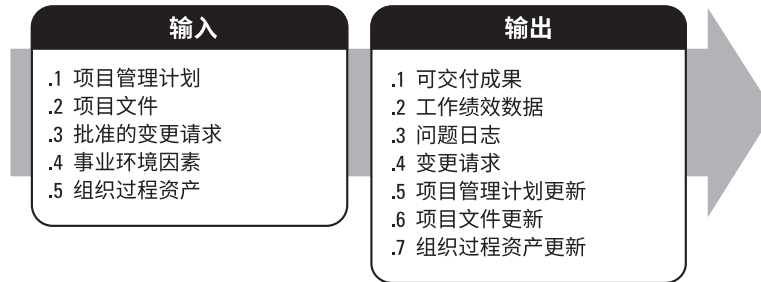 输入
.1 项目管理计划
.2 项目文件
.3 批准的变更请求
.4 事业环境因素
.5 组织过程资产
输出
.1 可交付成果
.2 工作绩效数据
.3 问题日志
.4 变更请求
.5 项目管理计划更新
.6 项目文件更新
.7 组织过程资产更新